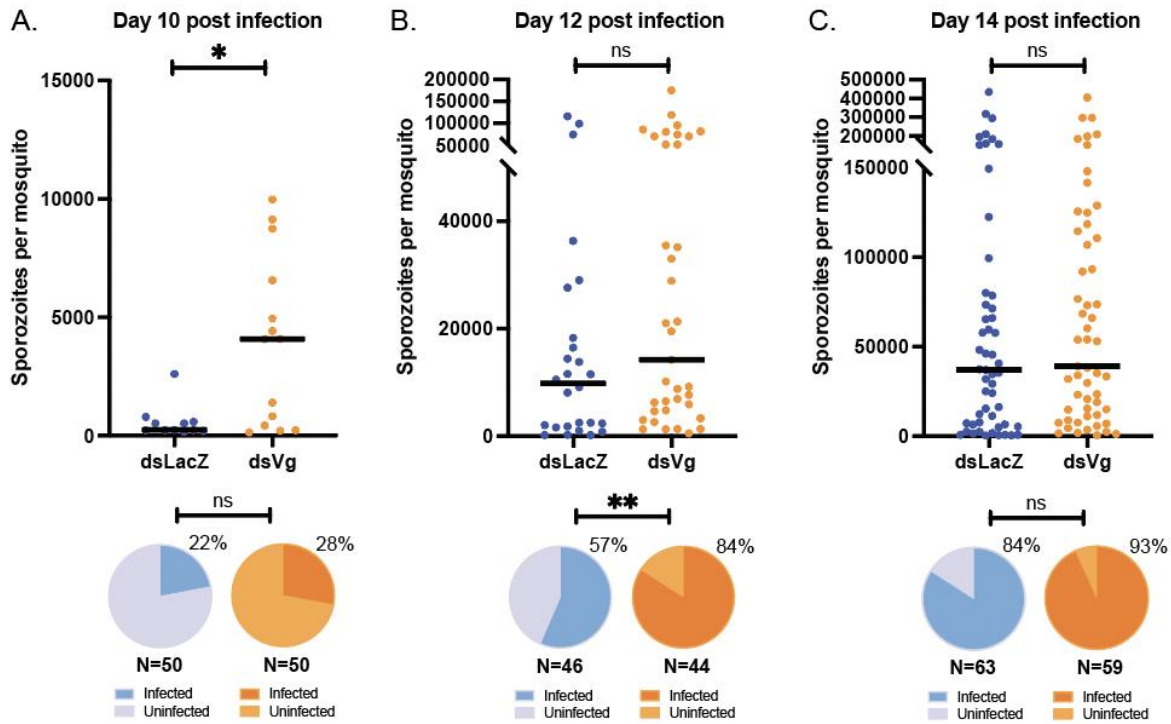 A.
Day 10 post infection
*
Sporozoites per mosquito
15000
10000
5000
0
dsLacZ
dsVg
ns
22%
28%
N=50
N=50
Infected
Uninfected
Infected
Uninfected
B.
Day 12 post infection
ns
Sporozoites per mosquito
200000
150000
100000
50000
40000
20000
0
dsLacZ
dsVg
**
57%
84%
N=46
N=44
Infected
Uninfected
Infected
Uninfected
C.
Day 14 post infection
ns
Sporozoites per mosquito
500000
400000
300000
200000
150000
100000
50000
0
dsLacZ
dsVg
ns
84%
93%
N=63
N=59
Infected
Uninfected
Infected
Uninfected